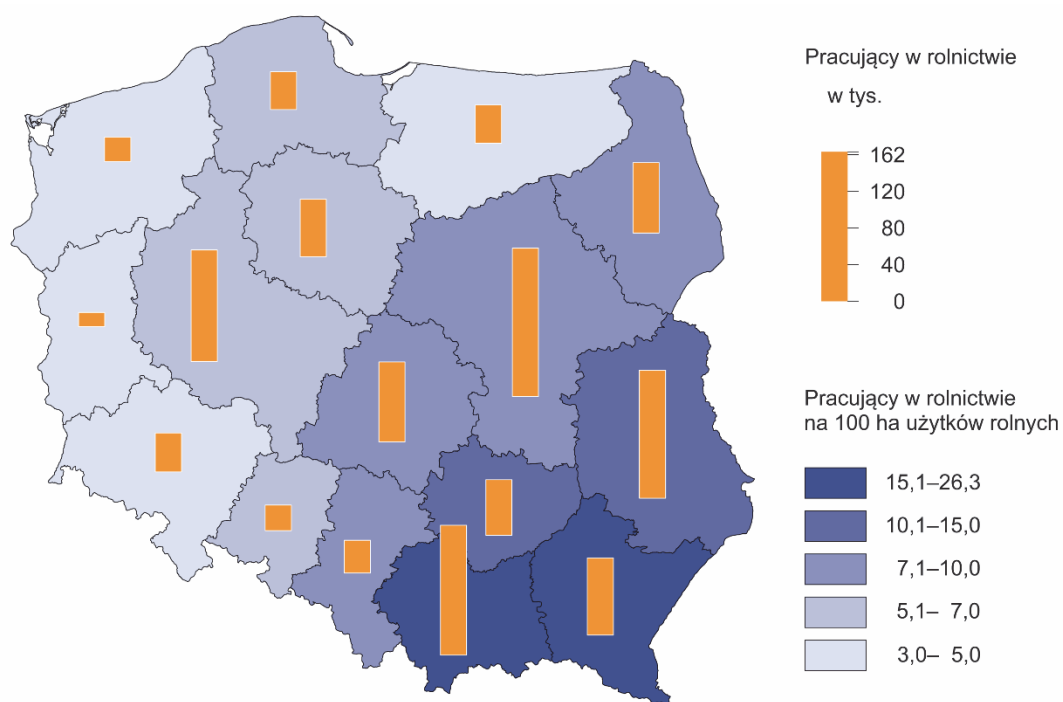 Pracujący w rolnictwie
w tys.
162
120
80
40
0
Pracujący w rolnictwie
na 100 ha użytków rolnych
15,1–26,3
10,1–15,0
7,1–10,0
5,1– 7,0
3,0– 5,0